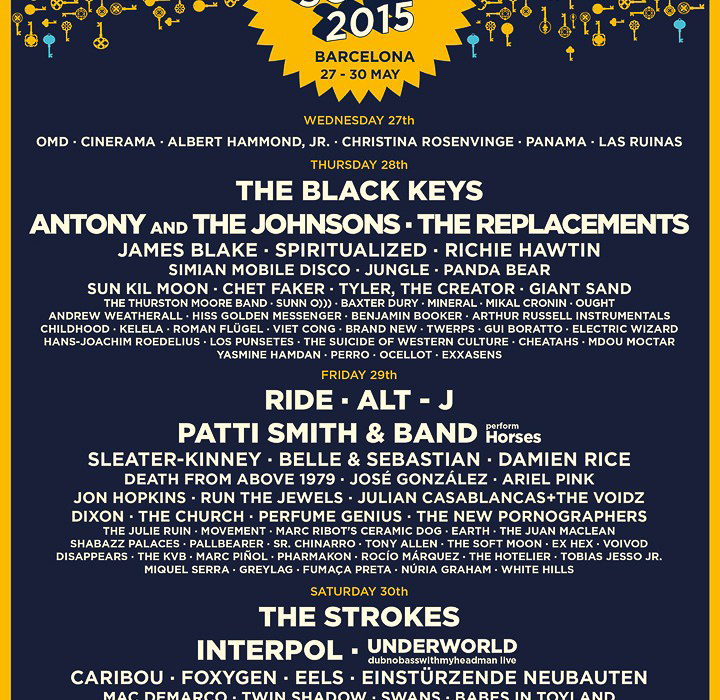 2015
BARCELONA
27 - 30 MAY
WEDNESDAY 27th
OMD · CINERAMA · ALBERT HAMMOND, JR. · CHRISTINA ROSENVINGE · PANAMA · LAS RUINAS
THURSDAY 28th
THE BLACK KEYS
ANTONY AND THE JOHNSONS · THE REPLACEMENTS
JAMES BLAKE · SPIRITUALIZED · RICHIE HAWTIN
SIMIAN MOBILE DISCO · JUNGLE · PANDA BEAR
SUN KIL MOON · CHET FAKER · TYLER, THE CREATOR · GIANT SAND
THE THURSTON MOORE BAND · SUNN O))) · BAXTER DURY · MINERAL · MIKAL CRONIN · OUGHT
ANDREW WEATHERALL · HISS GOLDEN MESSENGER · BENJAMIN BOOKER · ARTHUR RUSSELL INSTRUMENTALS
CHILDHOOD · KELELA · ROMAN FLÜGEL · VIET CONG · BRAND NEW · TWERPS · GUI BORATTO · ELECTRIC WIZARD
HANS-JOACHIM ROEDELIUS · LOS PUNSETES · THE SUICIDE OF WESTERN CULTURE · CHEATAHS · MDOU MOCTAR
YASMINE HAMDAN · PERRO · OCELLOT · EXXASENS
FRIDAY 29th
RIDE · ALT - J
PATTI SMITH & BAND perform Horses
SLEATER-KINNEY · BELLE & SEBASTIAN · DAMIEN RICE
DEATH FROM ABOVE 1979 · JOSÉ GONZÁLEZ · ARIEL PINK
JON HOPKINS · RUN THE JEWELS · JULIAN CASABLANCAS+THE VOIDZ
DIXON · THE CHURCH · PERFUME GENIUS · THE NEW PORNOGRAPHERS
THE JULIE RUIN · MOVEMENT · MARC RIBOT'S CERAMIC DOG · EARTH · THE JUAN MACLEAN
SHABAZZ PALACES · PALLBEARER · SR. CHINARRO · TONY ALLEN · THE SOFT MOON · EX HEX · VOIVOD
DISAPPEARS · THE KVB · MARC PIÑOL · PHARMAKON · ROCÍO MÁRQUEZ · THE HOTELIER · TOBIAS JESSO JR.
MIQUEL SERRA · GREYLAG · FUMAÇA PRETA · NÚRIA GRAHAM · WHITE HILLS
SATURDAY 30th
THE STROKES
INTERPOL · UNDERWORLD
dubnobasswithmyheadman live
CARIBOU · FOXYGEN · EELS · EINSTÜRZENDE NEUBAUTEN
MAC DEMARCO · TWIN SHADOW · SWANS · BABES IN TOYLAND